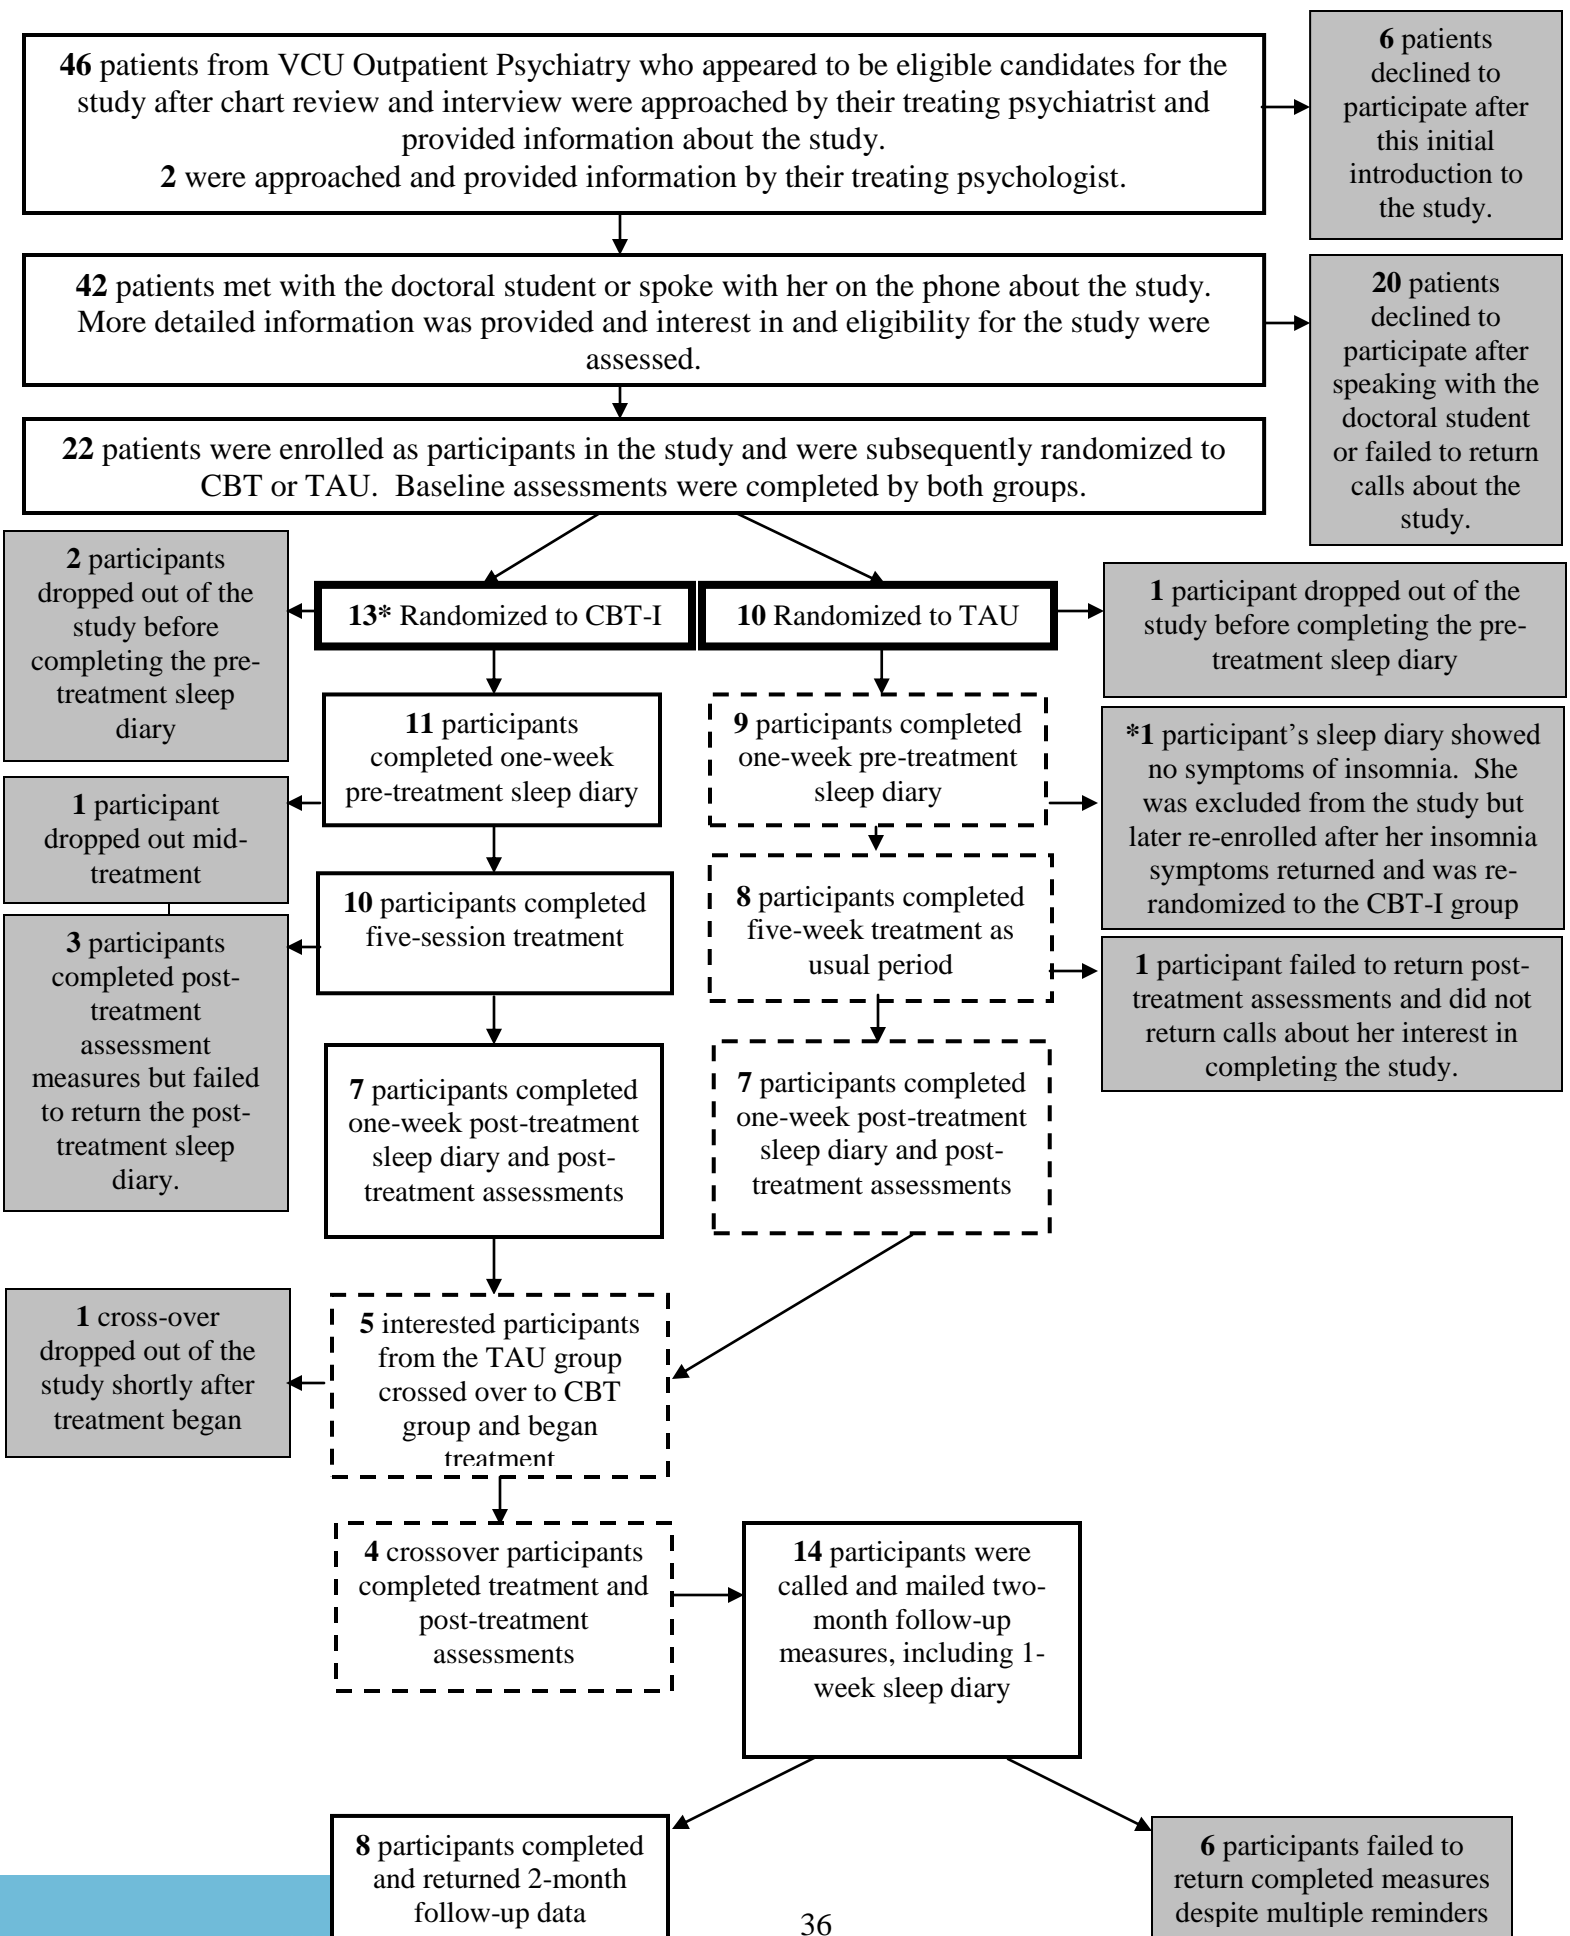 46 patients from VCU Outpatient Psychiatry who appeared to be eligible candidates for the
study after chart review and interview were approached by their treating psychiatrist and
provided information about the study.
2 were approached and provided information by their treating psychologist.
6 patients
declined to
participate after
this initial
introduction to
the study.
42 patients met with the doctoral student or spoke with her on the phone about the study.
More detailed information was provided and interest in and eligibility for the study were
assessed.
20 patients
declined to
participate after
speaking with the
doctoral student
or failed to return
calls about the
study.
22 patients were enrolled as participants in the study and were subsequently randomized to
CBT or TAU.  Baseline assessments were completed by both groups.
2 participants
dropped out of the
study before
completing the pre-
treatment sleep
diary
13* Randomized to CBT-I
10 Randomized to TAU
1 participant dropped out of the
study before completing the pre-
treatment sleep diary
11 participants
completed one-week
pre-treatment sleep diary
9 participants completed
one-week pre-treatment
sleep diary
*1 participant’s sleep diary showed
no symptoms of insomnia.  She
was excluded from the study but
later re-enrolled after her insomnia
symptoms returned and was re-
randomized to the CBT-I group
1 participant
dropped out mid-
treatment
10 participants completed
five-session treatment
8 participants completed
five-week treatment as
usual period
3 participants
completed post-
treatment
assessment
measures but failed
to return the post-
treatment sleep
diary.
1 participant failed to return post-
treatment assessments and did not
return calls about her interest in
completing the study.
7 participants completed
one-week post-treatment
sleep diary and post-
treatment assessments
7 participants completed
one-week post-treatment
sleep diary and post-
treatment assessments
1 cross-over
dropped out of the
study shortly after
treatment began
5 interested participants
from the TAU group
crossed over to CBT
group and began
treatment
4 crossover participants
completed treatment and
post-treatment
assessments
14 participants were
called and mailed two-
month follow-up
measures, including 1-
week sleep diary
8 participants completed
and returned 2-month
follow-up data
6 participants failed to
return completed measures
despite multiple reminders
36